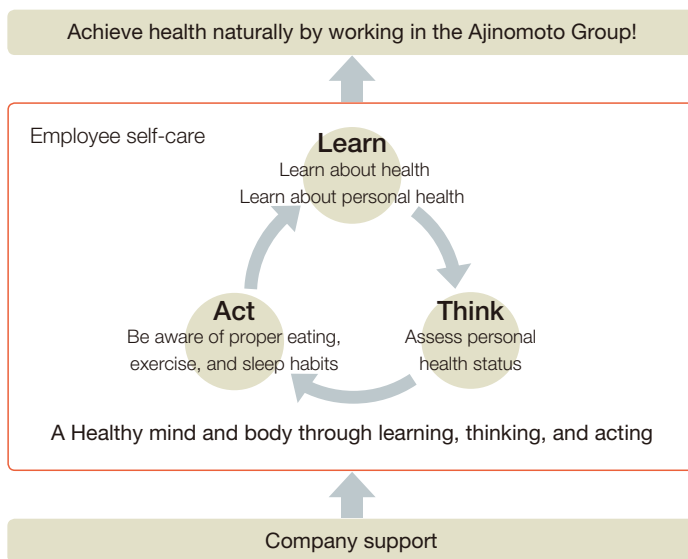 Achieve health naturally by working in the Ajinomoto Group!
Employee self-care
Learn
Learn about health
Learn about personal health
Act
Be aware of proper eating,
exercise, and sleep habits
Think
Assess personal
health status
A Healthy mind and body through learning, thinking, and acting
Company support